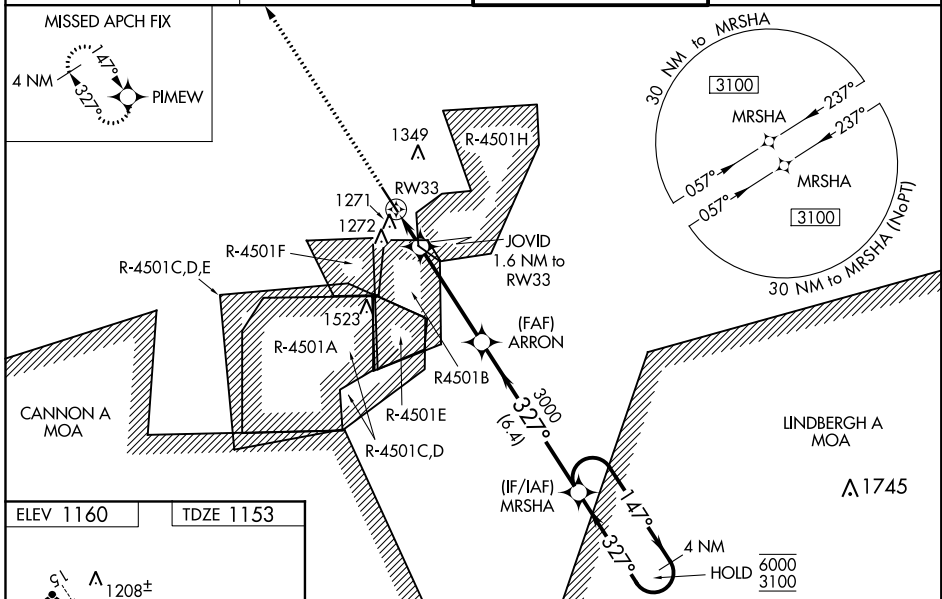 MISSED APCH FIX
4 NM
147°
327°
PIMEW
30 NM to MRSHA
3100
237°
MRSHA
237°
057°
MRSHA
057°
3100
30 NM to MRSHA (NoPT)
1349
R-4501H
RW33
1271
1272
JOVID
1.6 NM to
RW33
R-4501F
R-4501C,D,E
1523
R-4501A
(FAF)
ARRON
R4501B
R-4501E
R-4501C,D
3000
327°
(6.4)
CANNON A
MOA
LINDBERGH A
MOA
1745
(IF/IAF)
MRSHA
147°
327°
4 NM
HOLD
6000
3100
ELEV 1160
TDZE 1153
15
1208±